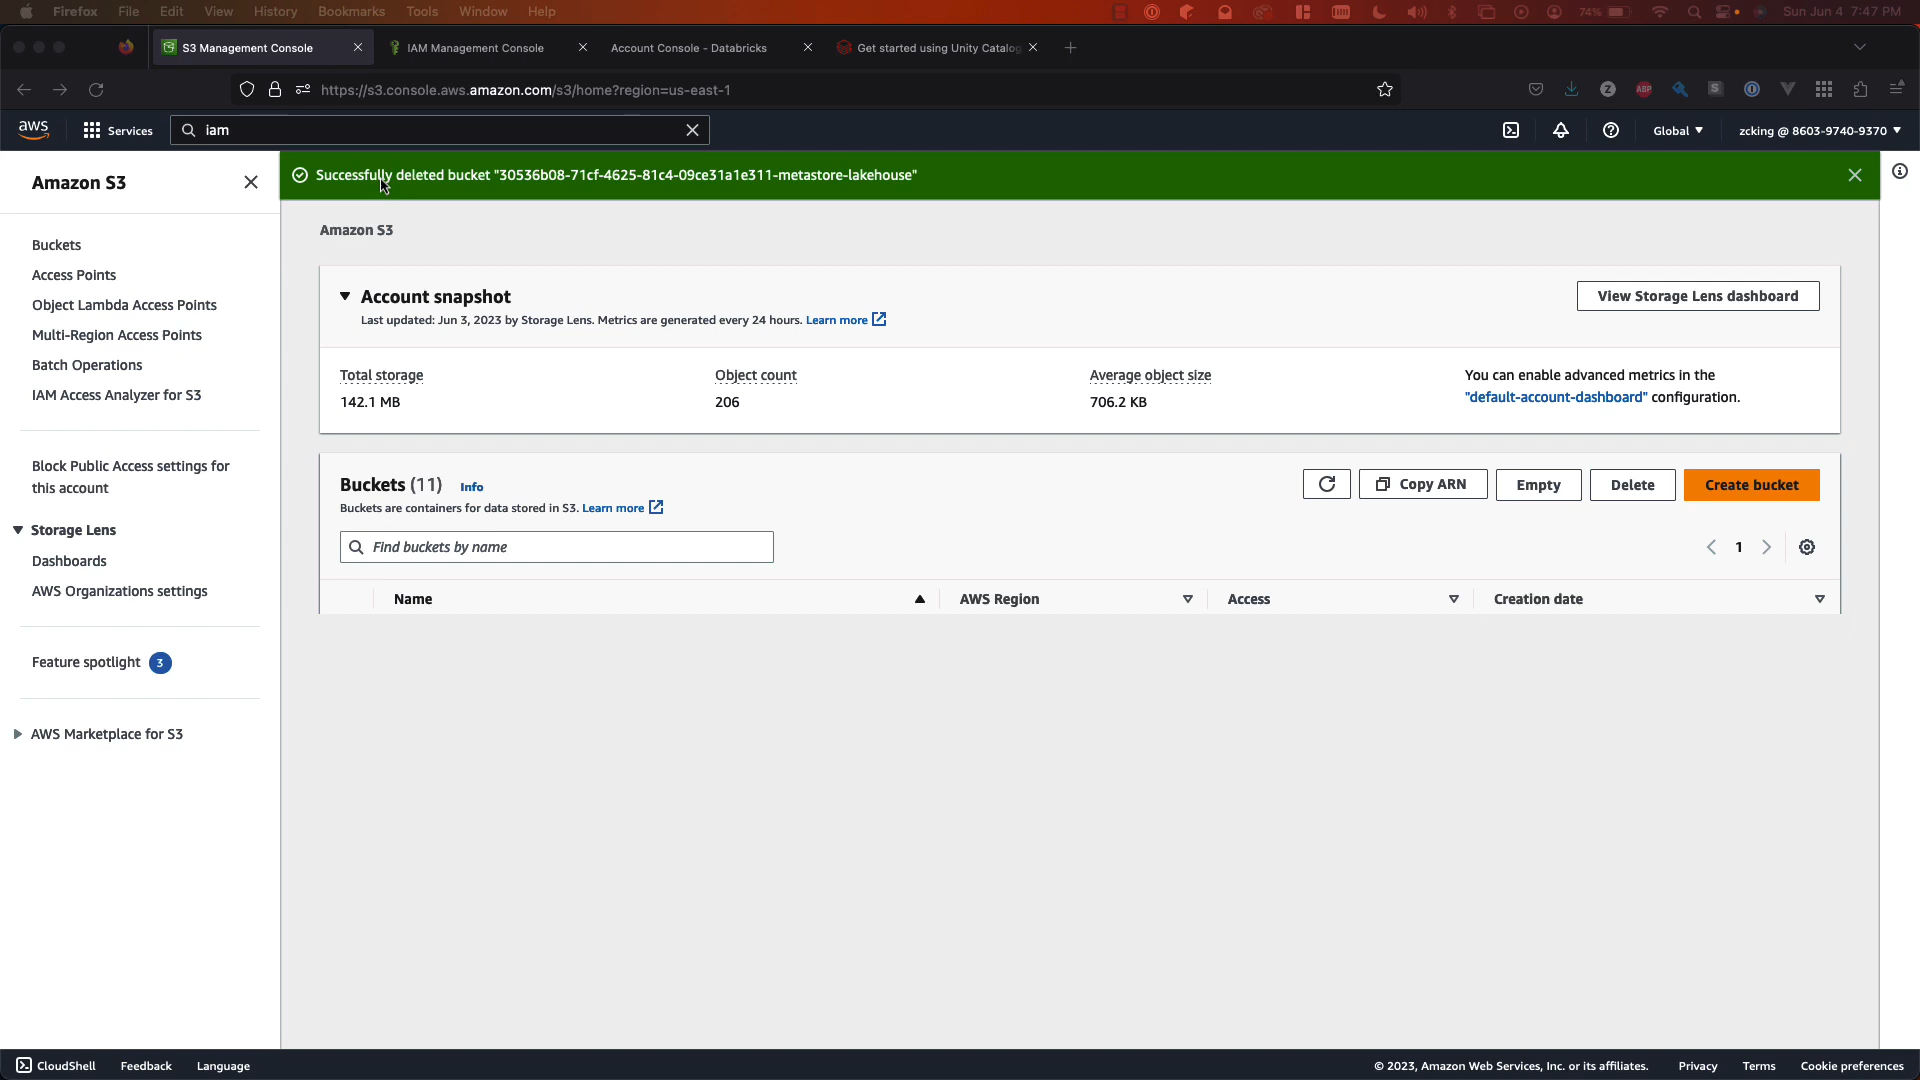 Firefox File Edit View History Bookmarks Tools Window Help 74% Sun Jun 4 7:47 PM
S3 Management Console IAM Management Console Account Console - Databricks Get started using Unity Catalog
https://s3.console.aws.amazon.com/s3/home?region=us-east-1
aws Services iam Global zcking @ 8603-9740-9370
Amazon S3
Successfully deleted bucket "30536b08-71cf-4625-81c4-09ce31a1e311-metastore-lakehouse"
Buckets
Access Points
Object Lambda Access Points
Multi-Region Access Points
Batch Operations
IAM Access Analyzer for S3
Block Public Access settings for
this account
Storage Lens
Dashboards
AWS Organizations settings
Feature spotlight 3
AWS Marketplace for S3
Amazon S3
Account snapshot
Last updated: Jun 3, 2023 by Storage Lens. Metrics are generated every 24 hours. Learn more
View Storage Lens dashboard
Total storage
142.1 MB
Object count
206
Average object size
706.2 KB
You can enable advanced metrics in the
"default-account-dashboard" configuration.
Buckets (11) Info
Buckets are containers for data stored in S3. Learn more
Copy ARN Empty Delete Create bucket
Find buckets by name
1
Name AWS Region Access Creation date
CloudShell Feedback Language © 2023, Amazon Web Services, Inc. or its affiliates. Privacy Terms Cookie preferences